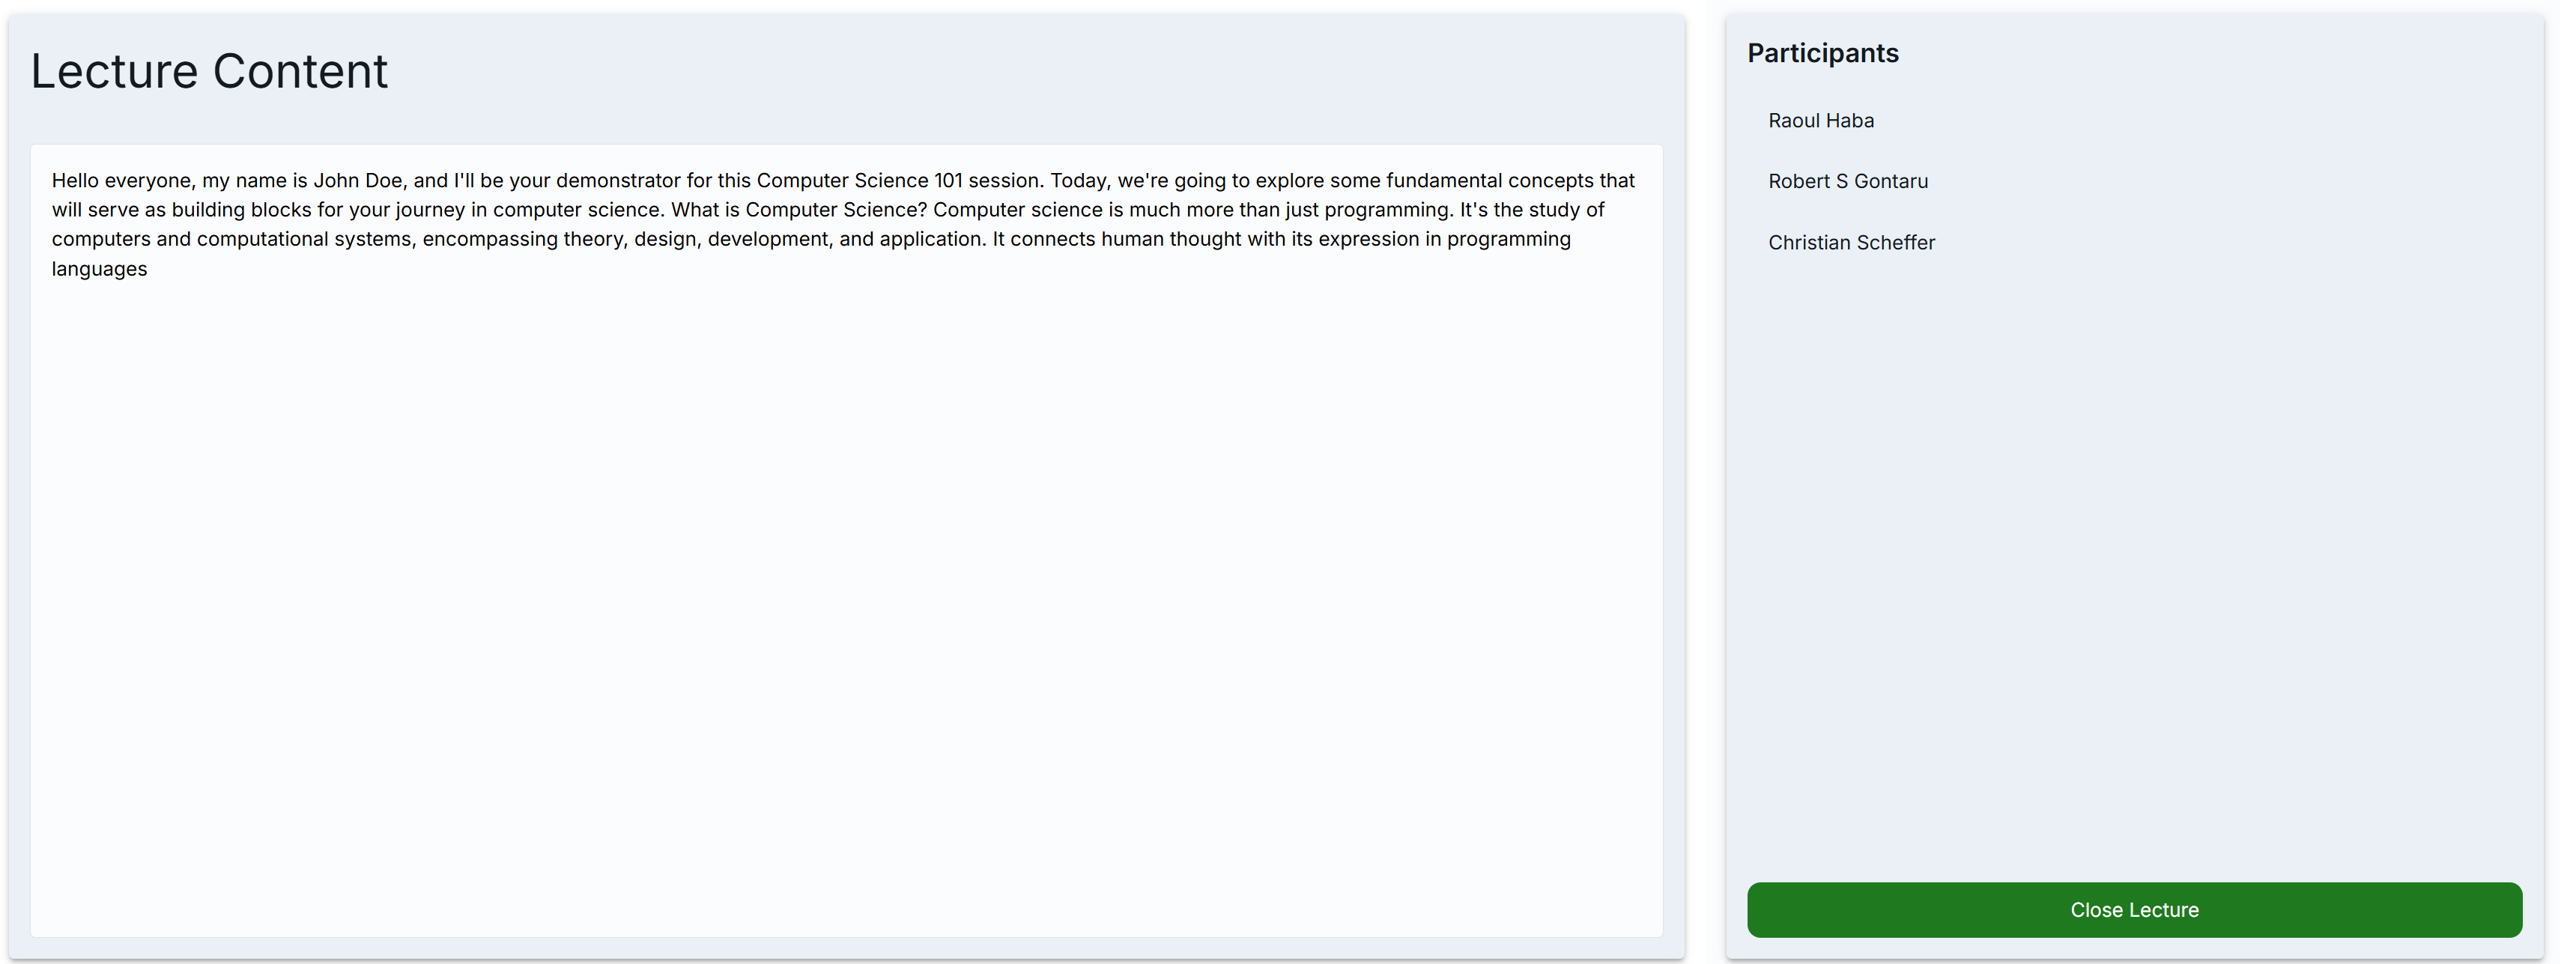 Lecture Content
Hello everyone, my name is John Doe, and I'll be your demonstrator for this Computer Science 101 session. Today, we're going to explore some fundamental concepts that
will serve as building blocks for your journey in computer science. What is Computer Science? Computer science is much more than just programming. It's the study of
computers and computational systems, encompassing theory, design, development, and application. It connects human thought with its expression in programming
languages
Participants
Raoul Haba
Robert S Gontaru
Christian Scheffer
Close Lecture